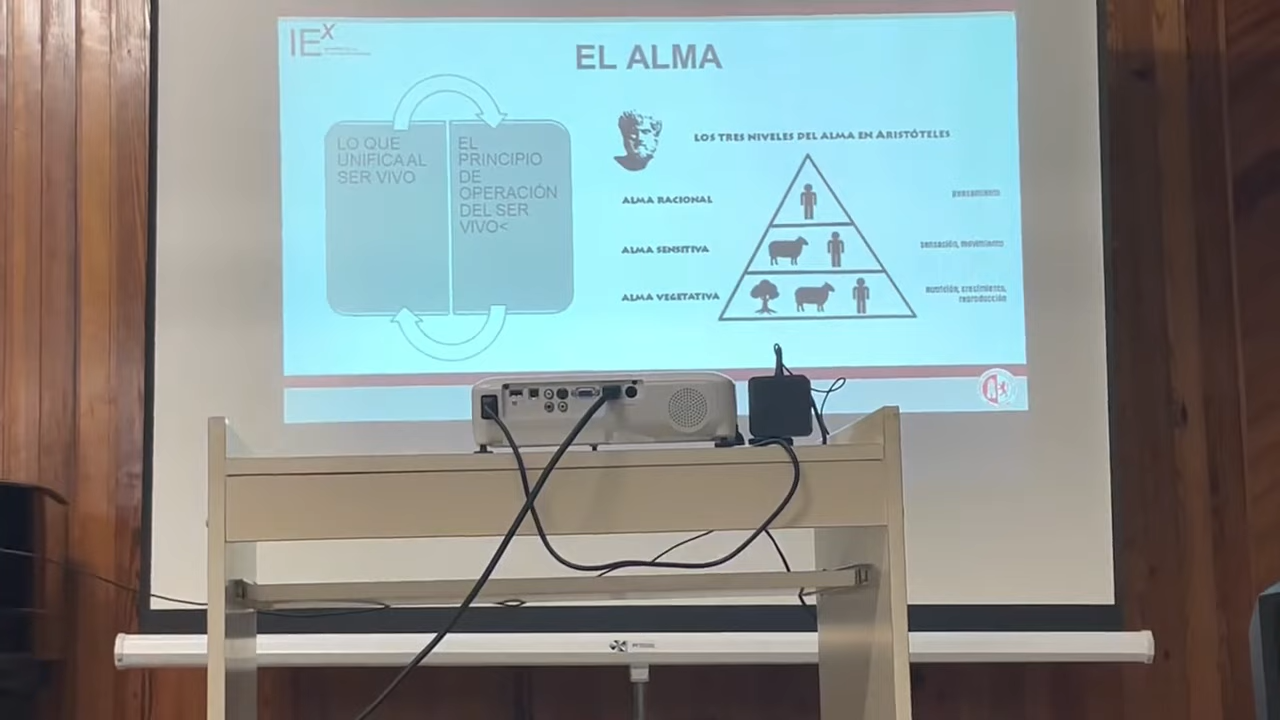 IEX
EL ALMA
LO QUE
UNIFICA AL
SER VIVO
EL
PRINCIPIO
DE
OPERACIÓN
DEL SER
VIVO<
LOS TRES NIVELES DEL ALMA EN ARISTÓTELES
ALMA RACIONAL
pensamiento
ALMA SENSITIVA
sensación, movimiento
ALMA VEGETATIVA
nutrición, crecimiento,
reproducción